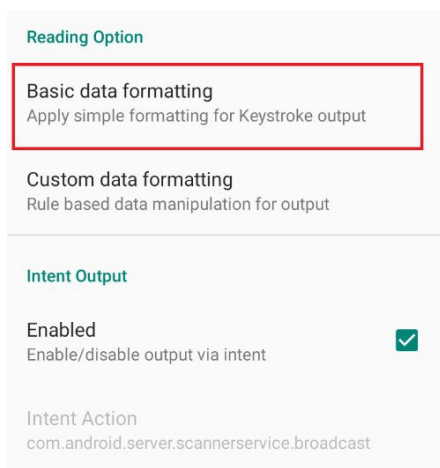 Reading Option
Basic data formatting
Apply simple formatting for Keystroke output
Custom data formatting
Rule based data manipulation for output
Intent Output
Enabled
Enable/disable output via intent
Intent Action
com.android.server.scannerservice.broadcast